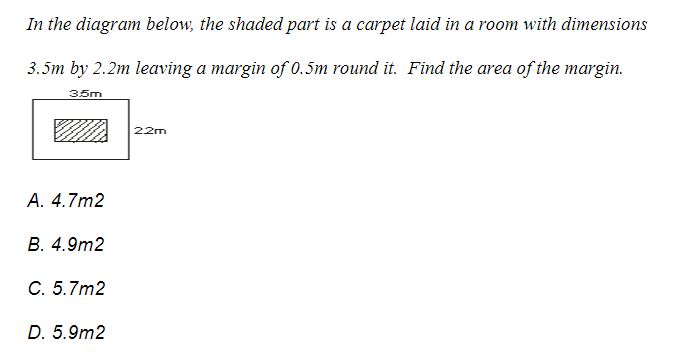 In the diagram below, the shaded part is a carpet laid in a room with dimensions
3.5m by 2.2m leaving a margin of 0.5m round it. Find the area of the margin.
3.5m
2.2m
A. 4.7m2
B. 4.9m2
C. 5.7m2
D. 5.9m2